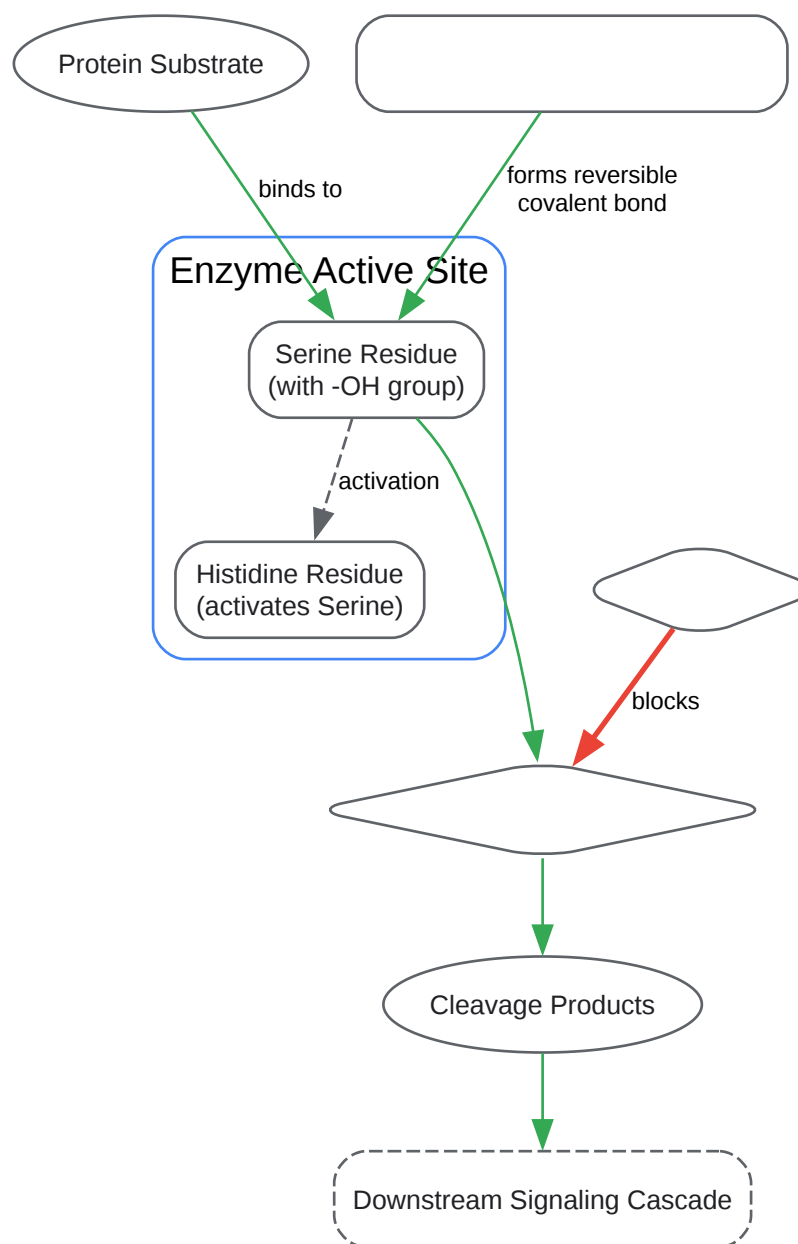 Protein Substrate
binds to
forms reversible
covalent bond
Enzyme Active Site
Serine Residue
(with -OH group)
activation
Histidine Residue
(activates Serine)
blocks
Cleavage Products
Downstream Signaling Cascade